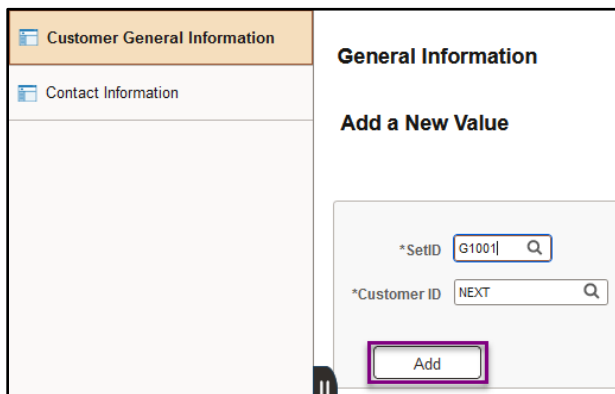 Customer General Information
Contact Information
General Information
Add a New Value
*SetID G1001
*Customer ID NEXT
Add